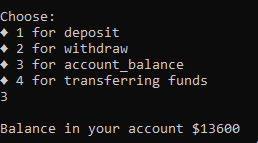 Choose:
♦ 1 for deposit
♦ 2 for withdraw
♦ 3 for account_balance
♦ 4 for transferring funds
3
Balance in your account $13600